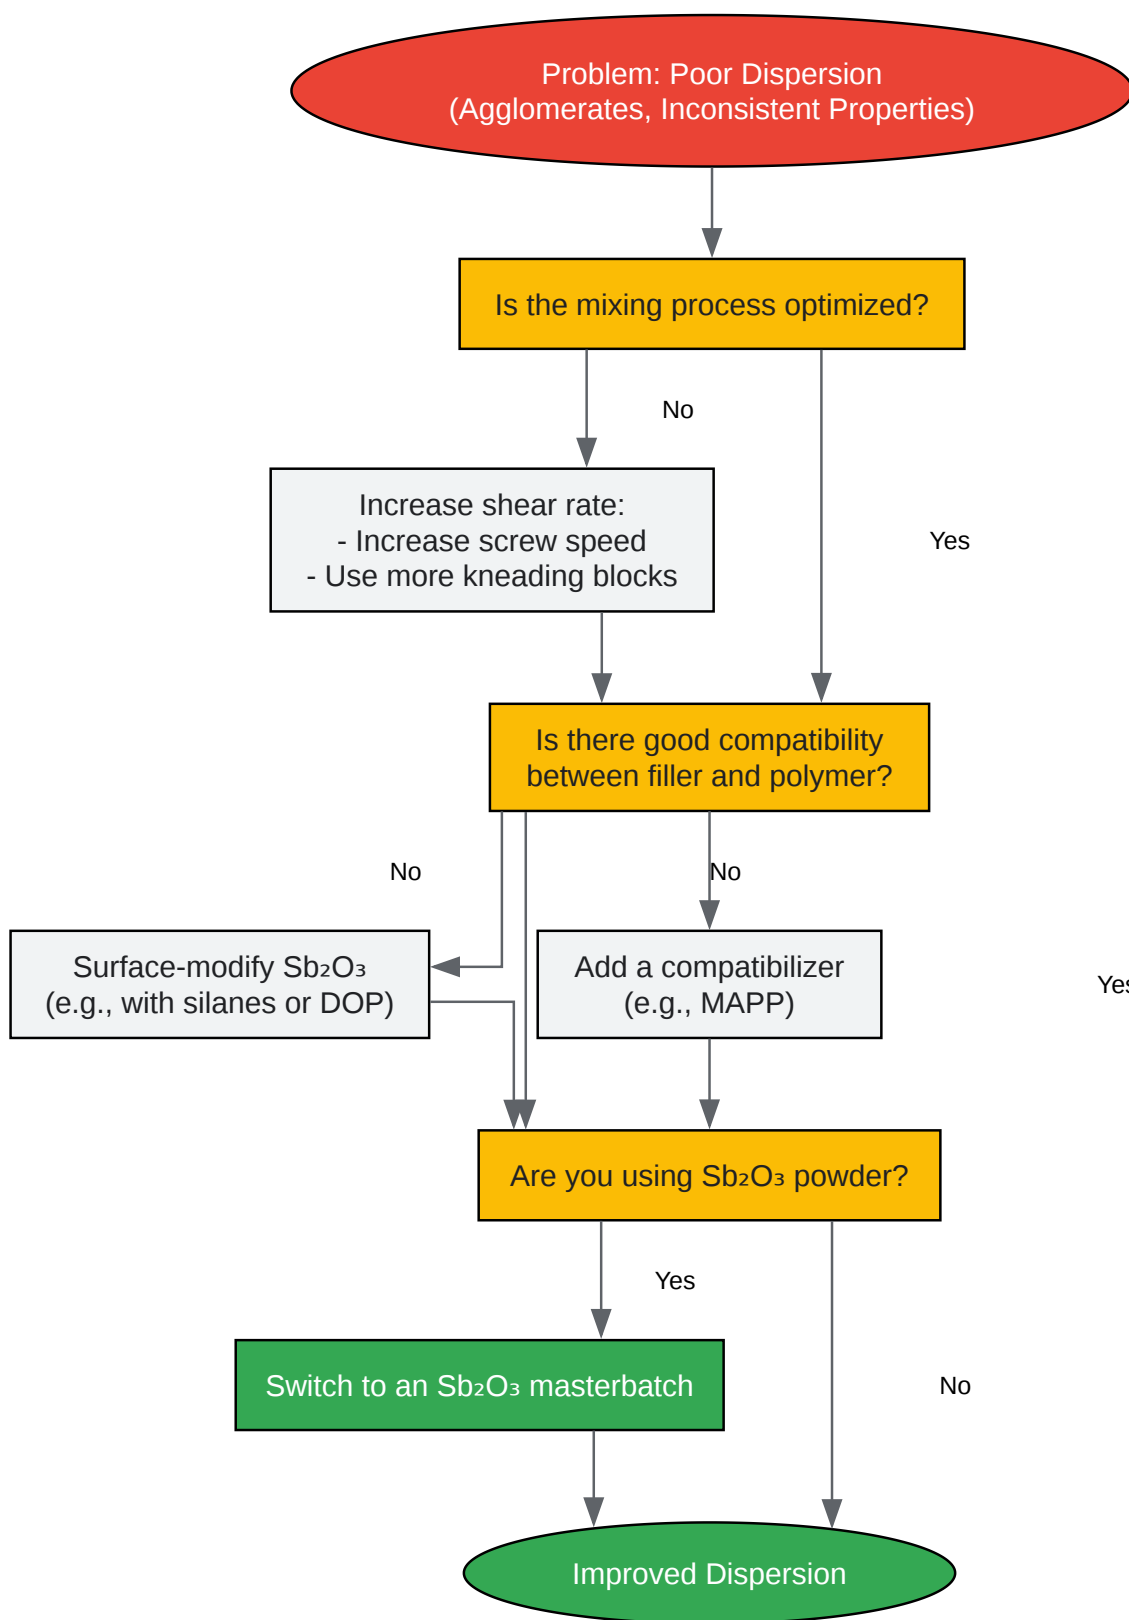 Problem: Poor Dispersion
(Agglomerates, Inconsistent Properties)
Is the mixing process optimized?
No
Increase shear rate:
- Increase screw speed
- Use more kneading blocks
Yes
Is there good compatibility
between filler and polymer?
No
No
Surface-modify Sb₂O₃
(e.g., with silanes or DOP)
Add a compatibilizer
(e.g., MAPP)
Yes
Are you using Sb₂O₃ powder?
Yes
Switch to an Sb₂O₃ masterbatch
No
Improved Dispersion